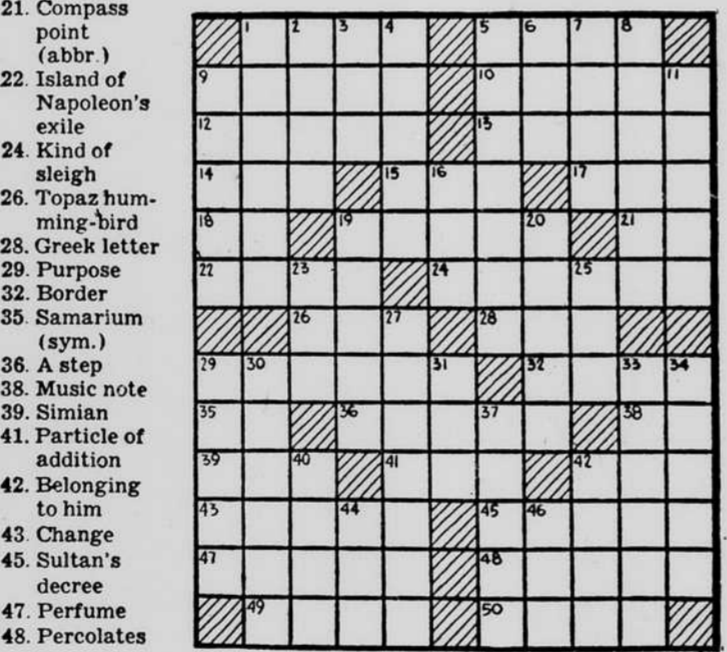 21. Compass
point
(abbr.)
22. Island of
Napoleon's
exile
24. Kind of
sleigh
26. Topaz hum-
ming-bird
28. Greek letter
29. Purpose
32. Border
35. Samarium
(sym.)
36. A step
38. Music note
39. Simian
41. Particle of
addition
42. Belonging
to him
43. Change
45. Sultan's
decree
47. Perfume
48. Percolates
1 2 3 4 5 6 7 8
9 10 11
12 13
14 15 16 17
18 19 20 21
22 23 24 25
26 27 28
29 30 31 32 33 34
35 36 37 38
39 40 41 42
43 44 45 46
47 48
49 50